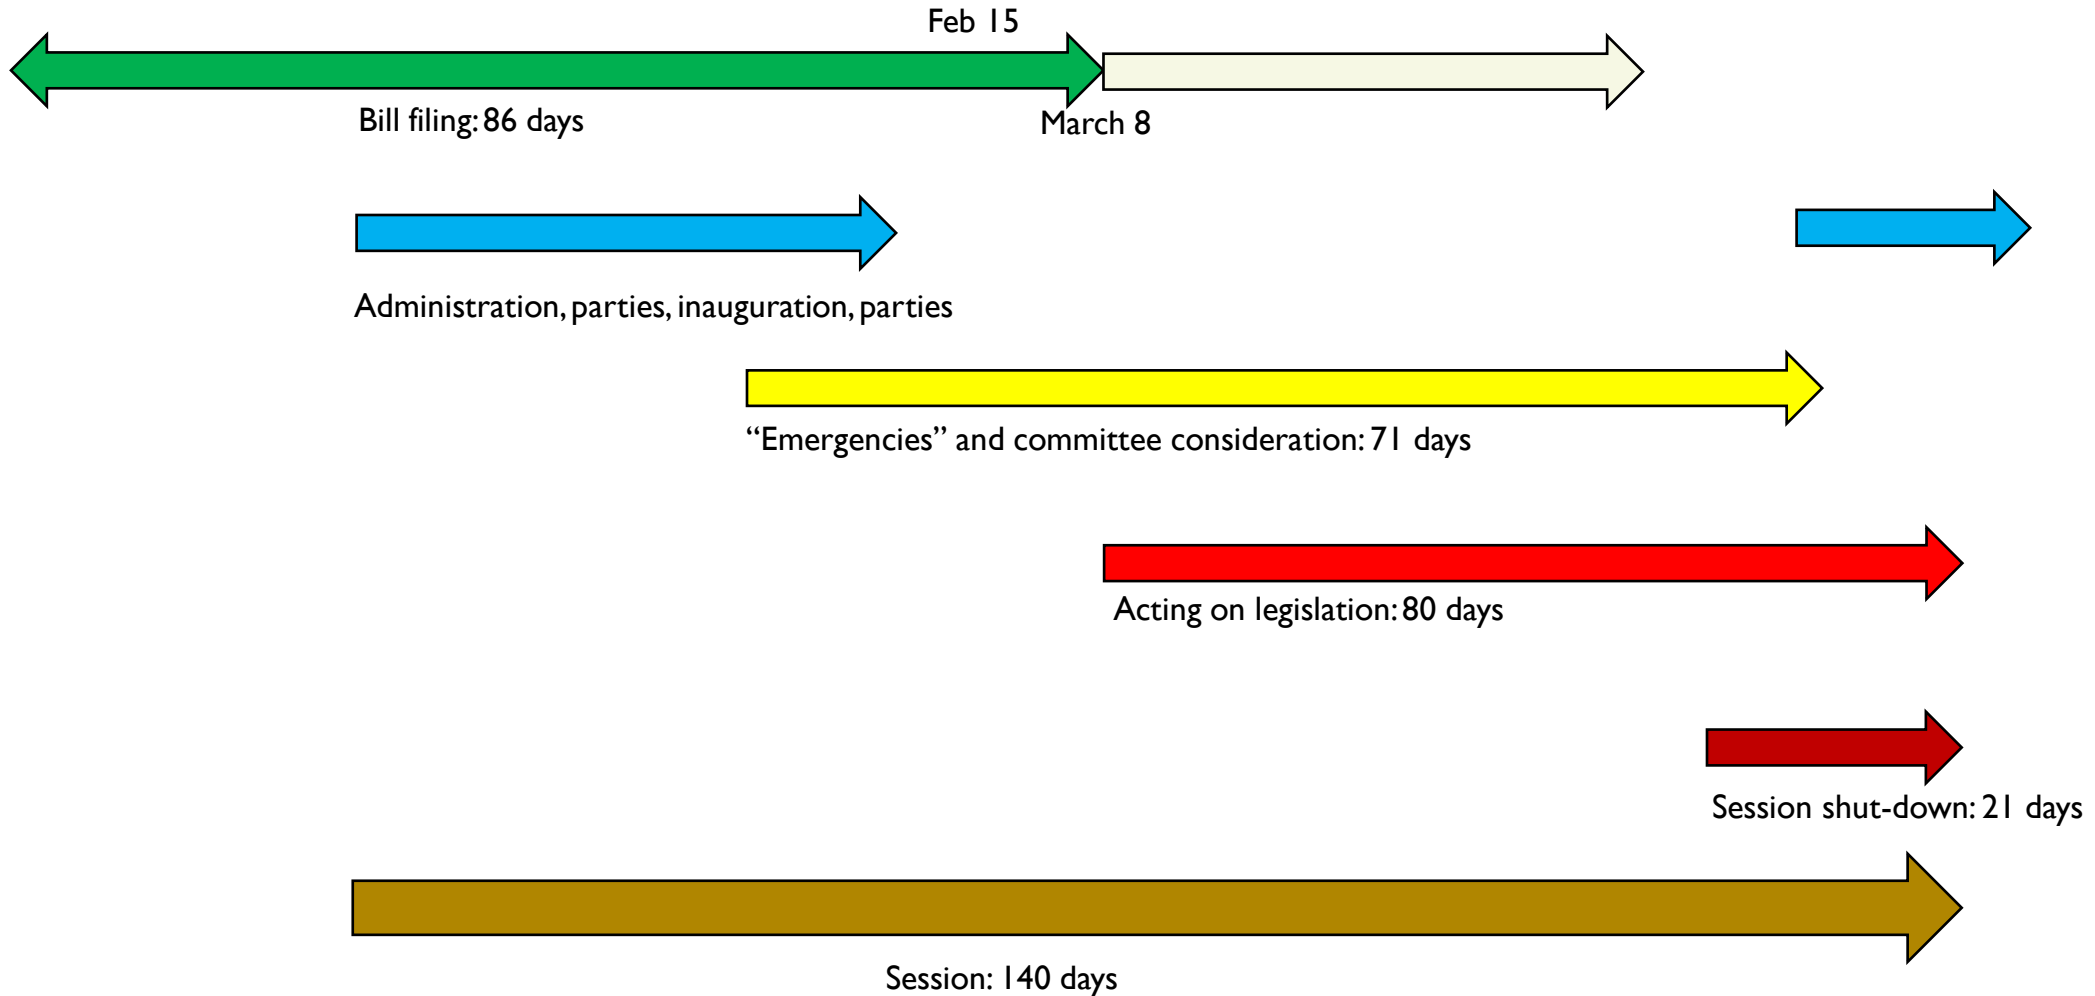 Feb 15
Bill filing: 86 days
March 8
Administration, parties, inauguration, parties
“Emergencies” and committee consideration: 71 days
Acting on legislation: 80 days
Session shut-down: 21 days
Session: 140 days